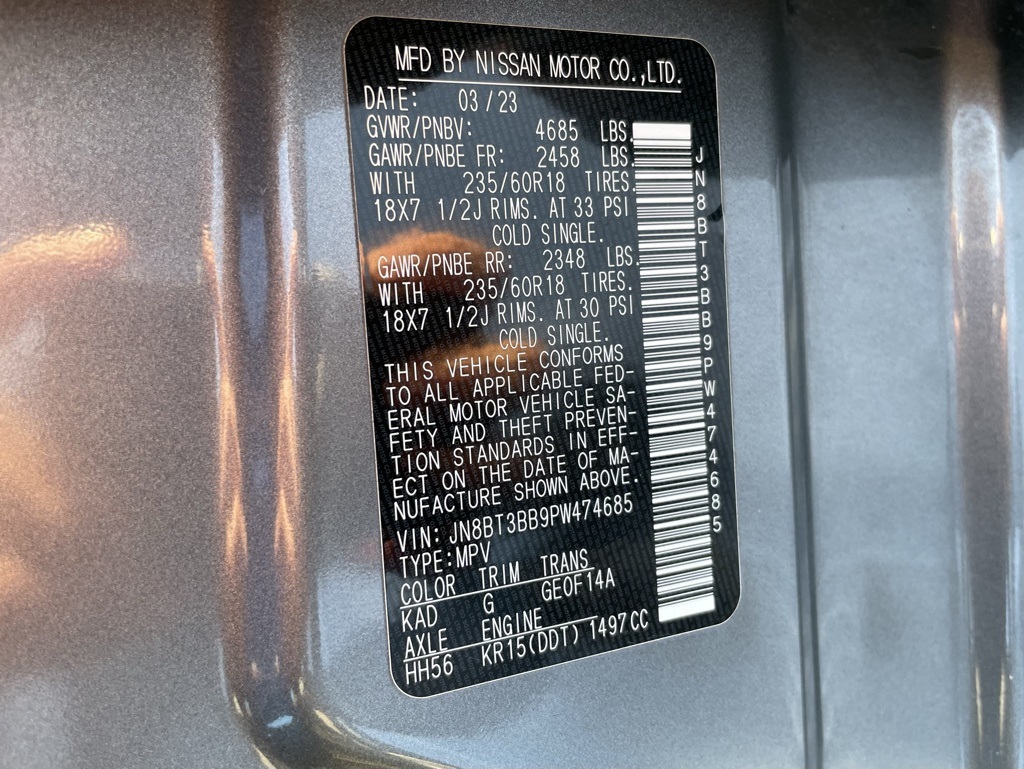 MFD BY NISSAN MOTOR CO.,LTD.
DATE: 03/23
GVWR/PNBV: 4685 LBS.
GAWR/PNBE FR: 2458 LBS.
WITH 235/60R18 TIRES.
18X7 1/2J RIMS. AT 33 PSI
COLD SINGLE.
GAWR/PNBE RR: 2348 LBS.
WITH 235/60R18 TIRES.
18X7 1/2J RIMS. AT 30 PSI
COLD SINGLE.
THIS VEHICLE CONFORMS
TO ALL APPLICABLE FED-
ERAL MOTOR VEHICLE SA-
FETY AND THEFT PREVEN-
TION STANDARDS IN EFF-
ECT ON THE DATE OF MA-
NUFACTURE SHOWN ABOVE.
VIN: JN8BT3BB9PW474685
TYPE:MPV
COLOR TRIM TRANS
KAD G GEOF14A
AXLE ENGINE
HH56 KR15(DDT) 1497CC
JN8BT3BB9PW474685